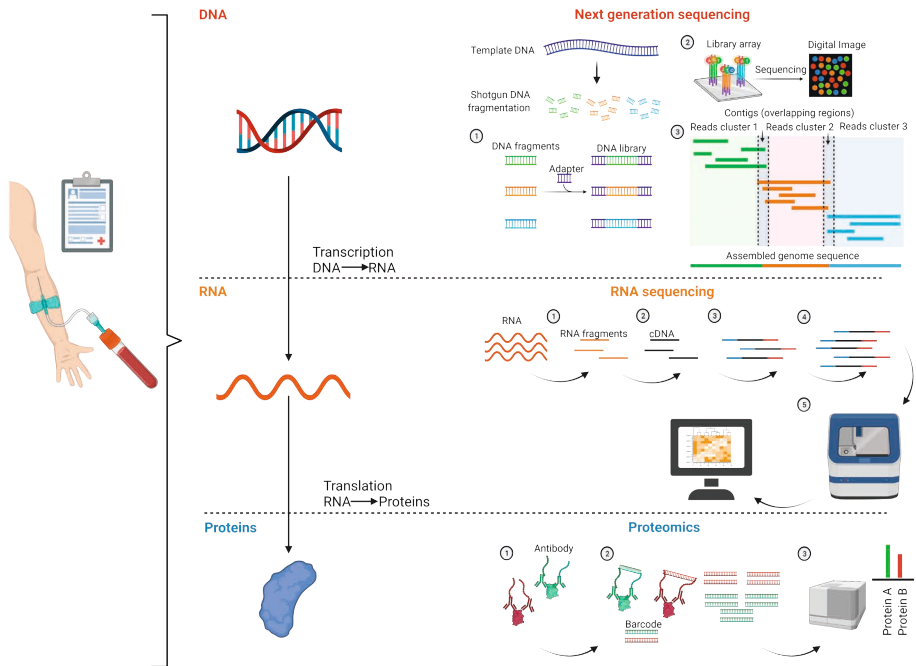 DNA
Next generation sequencing
Template DNA
Shotgun DNA
fragmentation
1
DNA fragments
DNA library
Adapter
2
Library array
Digital Image
Sequencing
Contigs (overlapping regions)
3
Reads cluster 1
Reads cluster 2
Reads cluster 3
Assembled genome sequence
Transcription
DNA→RNA
RNA
RNA sequencing
RNA
1
RNA fragments
2
cDNA
3
4
5
Translation
RNA→Proteins
Proteins
Proteomics
1
Antibody
2
Barcode
3
Protein A
Protein B